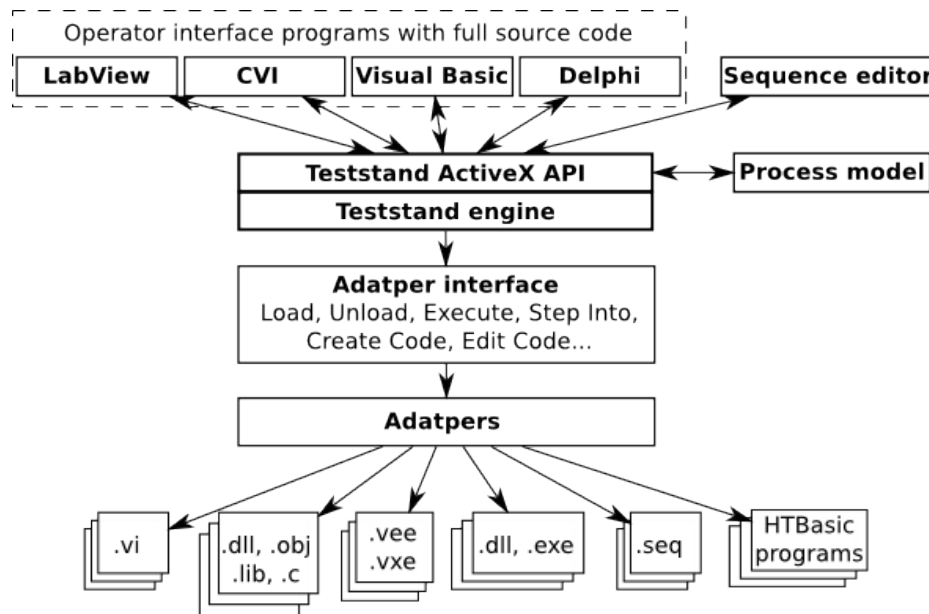 Operator interface programs with full source code
LabView
CVI
Visual Basic
Delphi
Sequence editor
Teststand ActiveX API
Process model
Teststand engine
Adatper interface
Load, Unload, Execute, Step Into,
Create Code, Edit Code...
Adatpers
.vi
.dll, .obj
.lib, .c
.vee
.vxe
.dll, .exe
.seq
HTBasic
programs